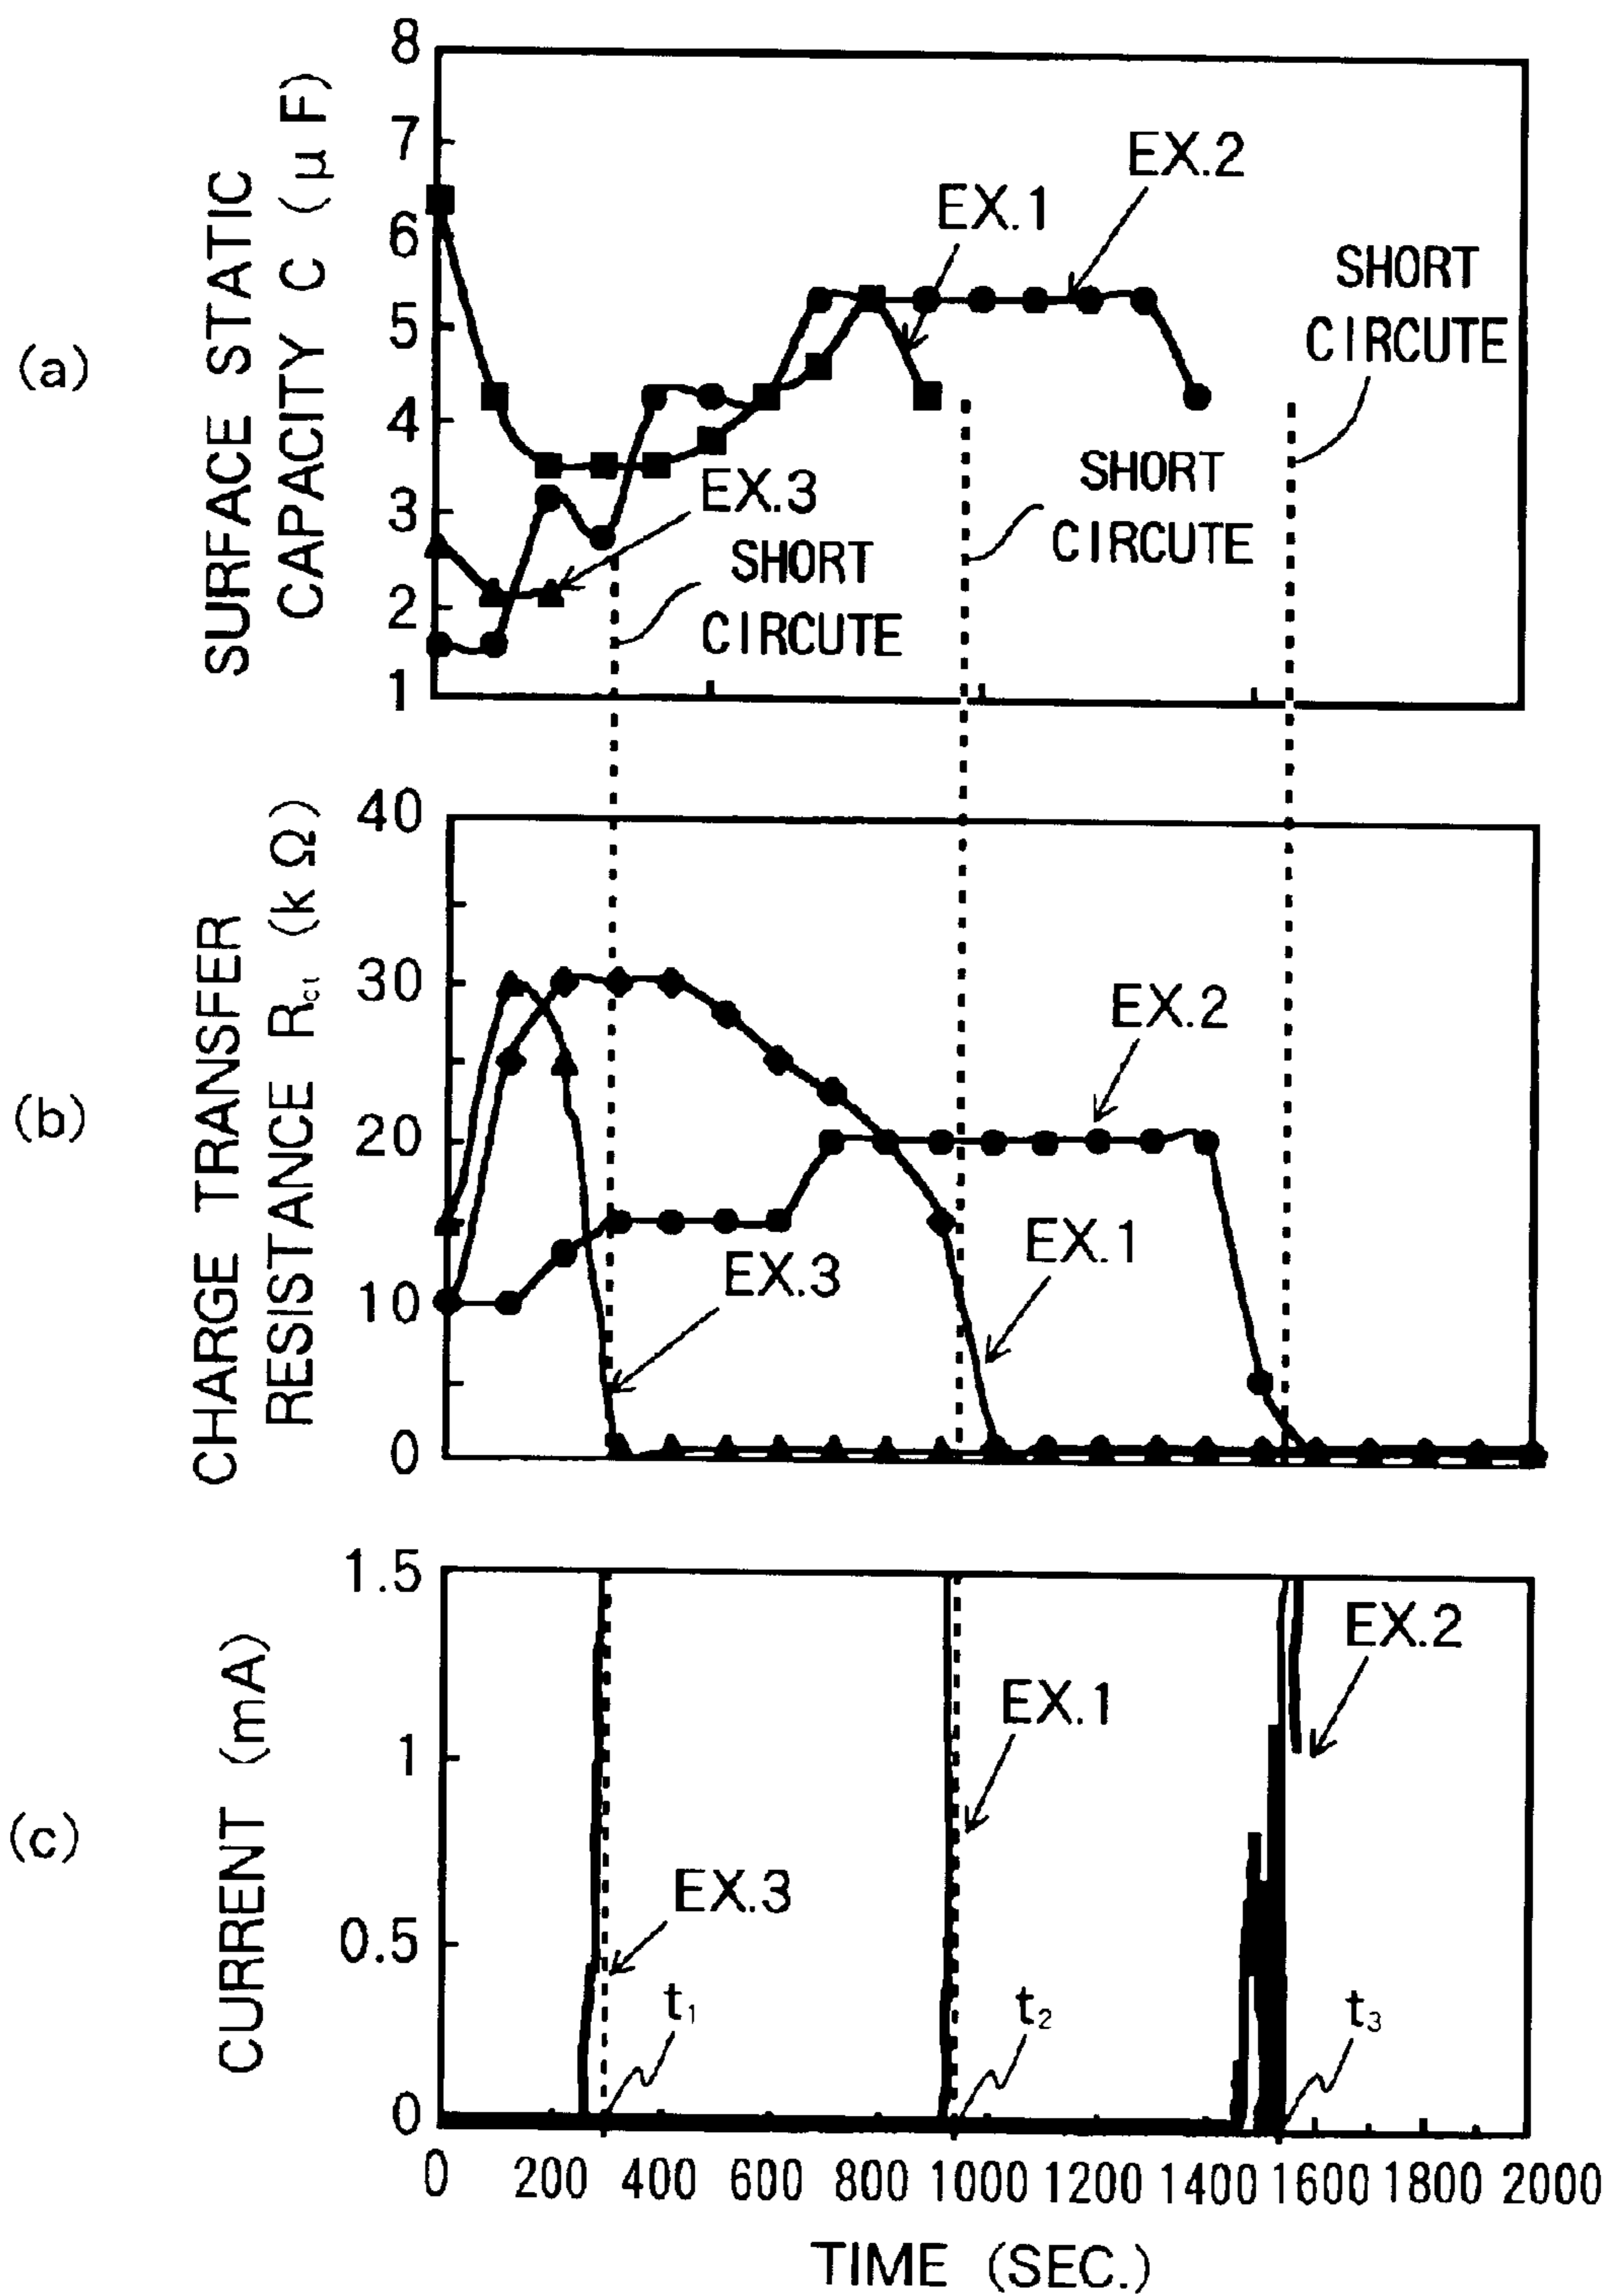 (a)
SURFACE STATIC
CAPACITY C (μF)
8
7
6
5
4
3
2
1
EX.2
EX.1
SHORT
CIRCUTE
SHORT
CIRCUTE
EX.3
SHORT
CIRCUTE
(b)
CHARGE TRANSFER
RESISTANCE Rct (kΩ)
40
30
20
10
0
EX.2
EX.1
EX.3
(c)
CURRENT (mA)
1.5
1
0.5
0
EX.2
EX.1
EX.3
t1
t2
t3
0 200 400 600 800 1000 1200 1400 1600 1800 2000
TIME (SEC.)